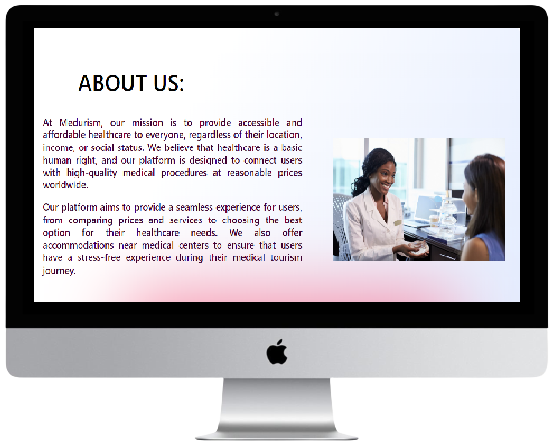 ABOUT US:
At Medurism, our mission is to provide accessible and
affordable healthcare to everyone, regardless of their location,
income, or social status. We believe that healthcare is a basic
human right, and our platform is designed to connect users
with high-quality medical procedures at reasonable prices
worldwide.
Our platform aims to provide a seamless experience for users,
from comparing prices and services to choosing the best
option for their healthcare needs. We also offer
accommodations near medical centers to ensure that users
have a stress-free experience during their medical tourism
journey.